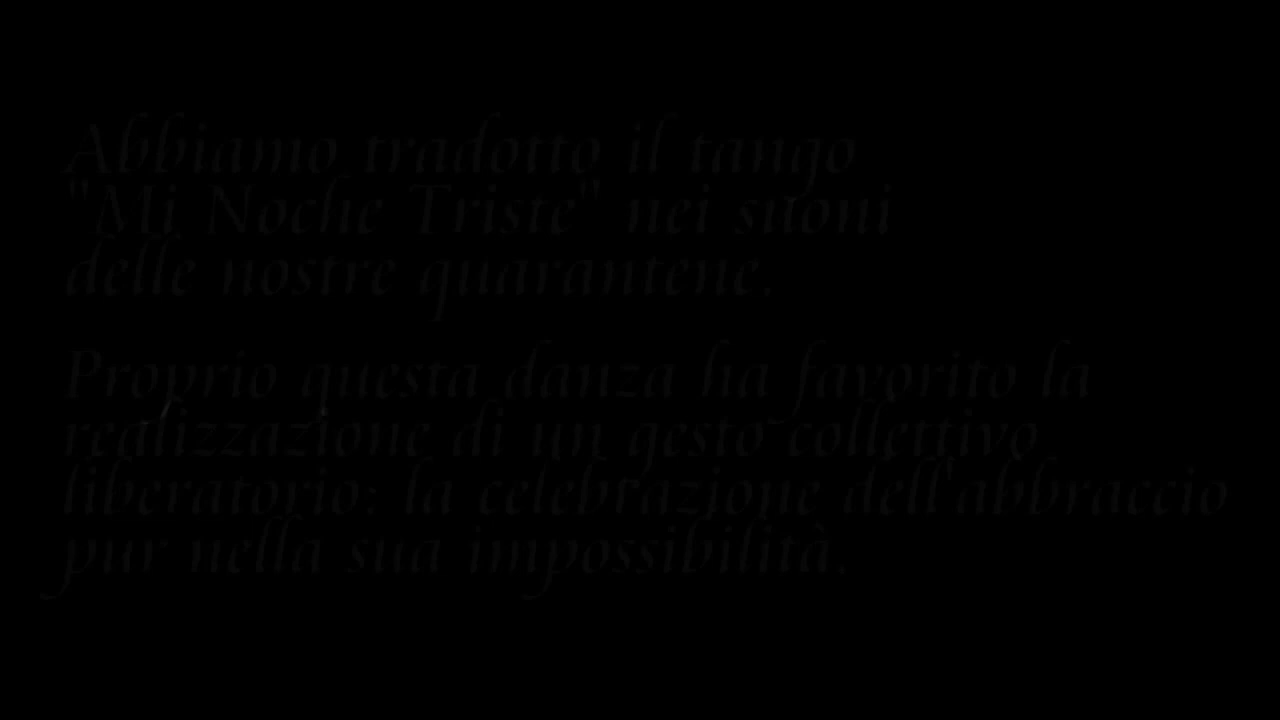 Abbiamo tradotto il tango
"Mi Noche Triste" nei suoni
delle nostre quarantene.
Proprio questa danza ha favorito la
realizzazione di un gesto collettivo
liberatorio: la celebrazione dell'abbraccio
pur nella sua impossibilità.